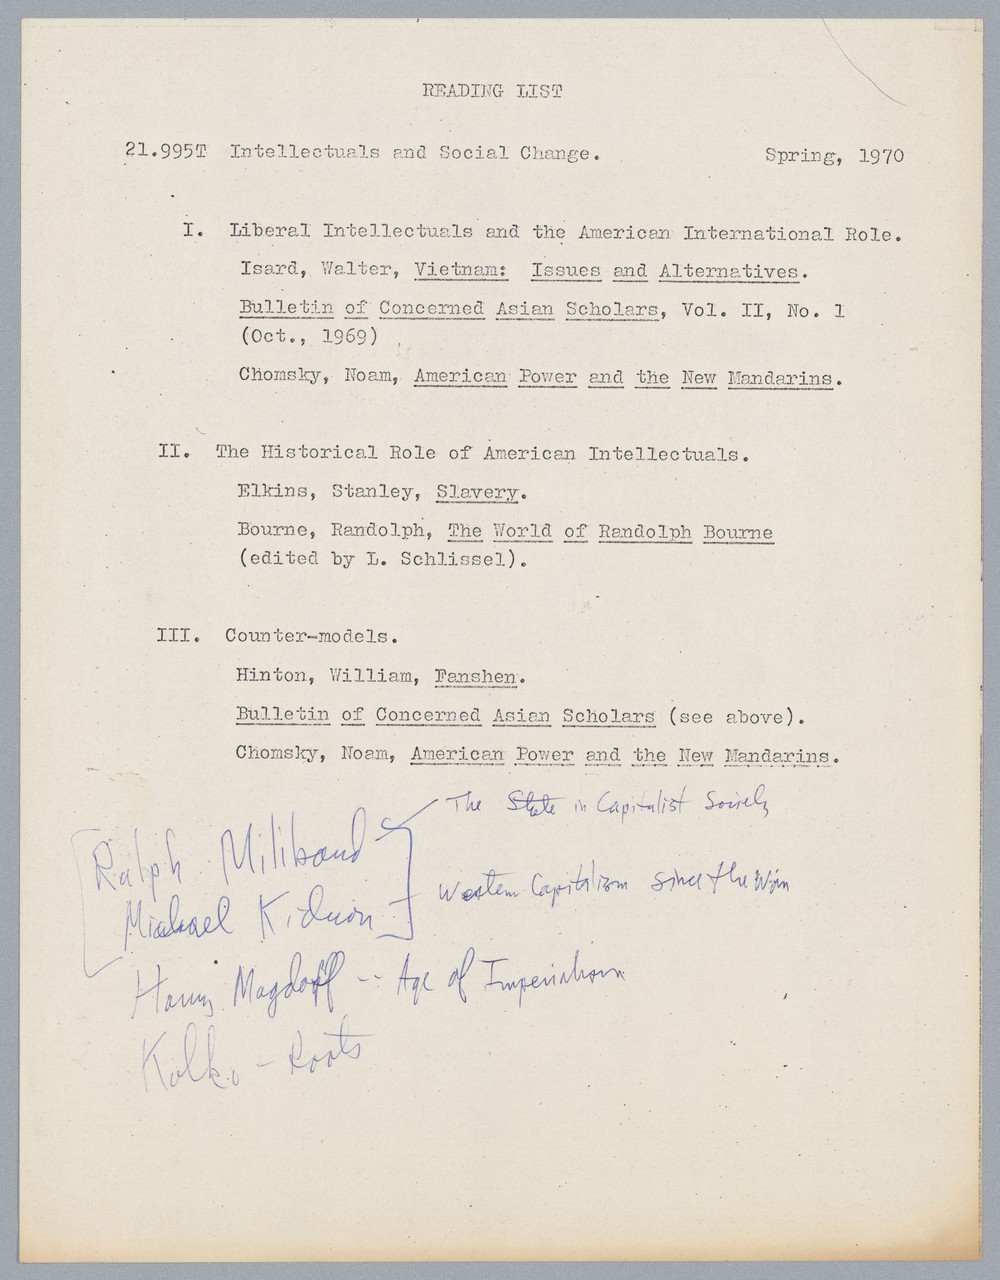 READING LIST
21.995T Intellectuals and Social Change. Spring, 1970
I. Liberal Intellectuals and the American International Role.
Isard, Walter, Vietnam: Issues and Alternatives.
Bulletin of Concerned Asian Scholars, Vol. II, No. 1
(Oct., 1969)
Chomsky, Noam, American Power and the New Mandarins.
II. The Historical Role of American Intellectuals.
Elkins, Stanley, Slavery.
Bourne, Randolph, The World of Randolph Bourne
(edited by L. Schlissel).
III. Counter-models.
Hinton, William, Fanshen.
Bulletin of Concerned Asian Scholars (see above).
Chomsky, Noam, American Power and the New Mandarins.
The State in Capitalist Society
Ralph Miliband
Western Capitalism since the War
Michael Kidron
Harry Magdoff -- Age of Imperialism
Kolko - Roots